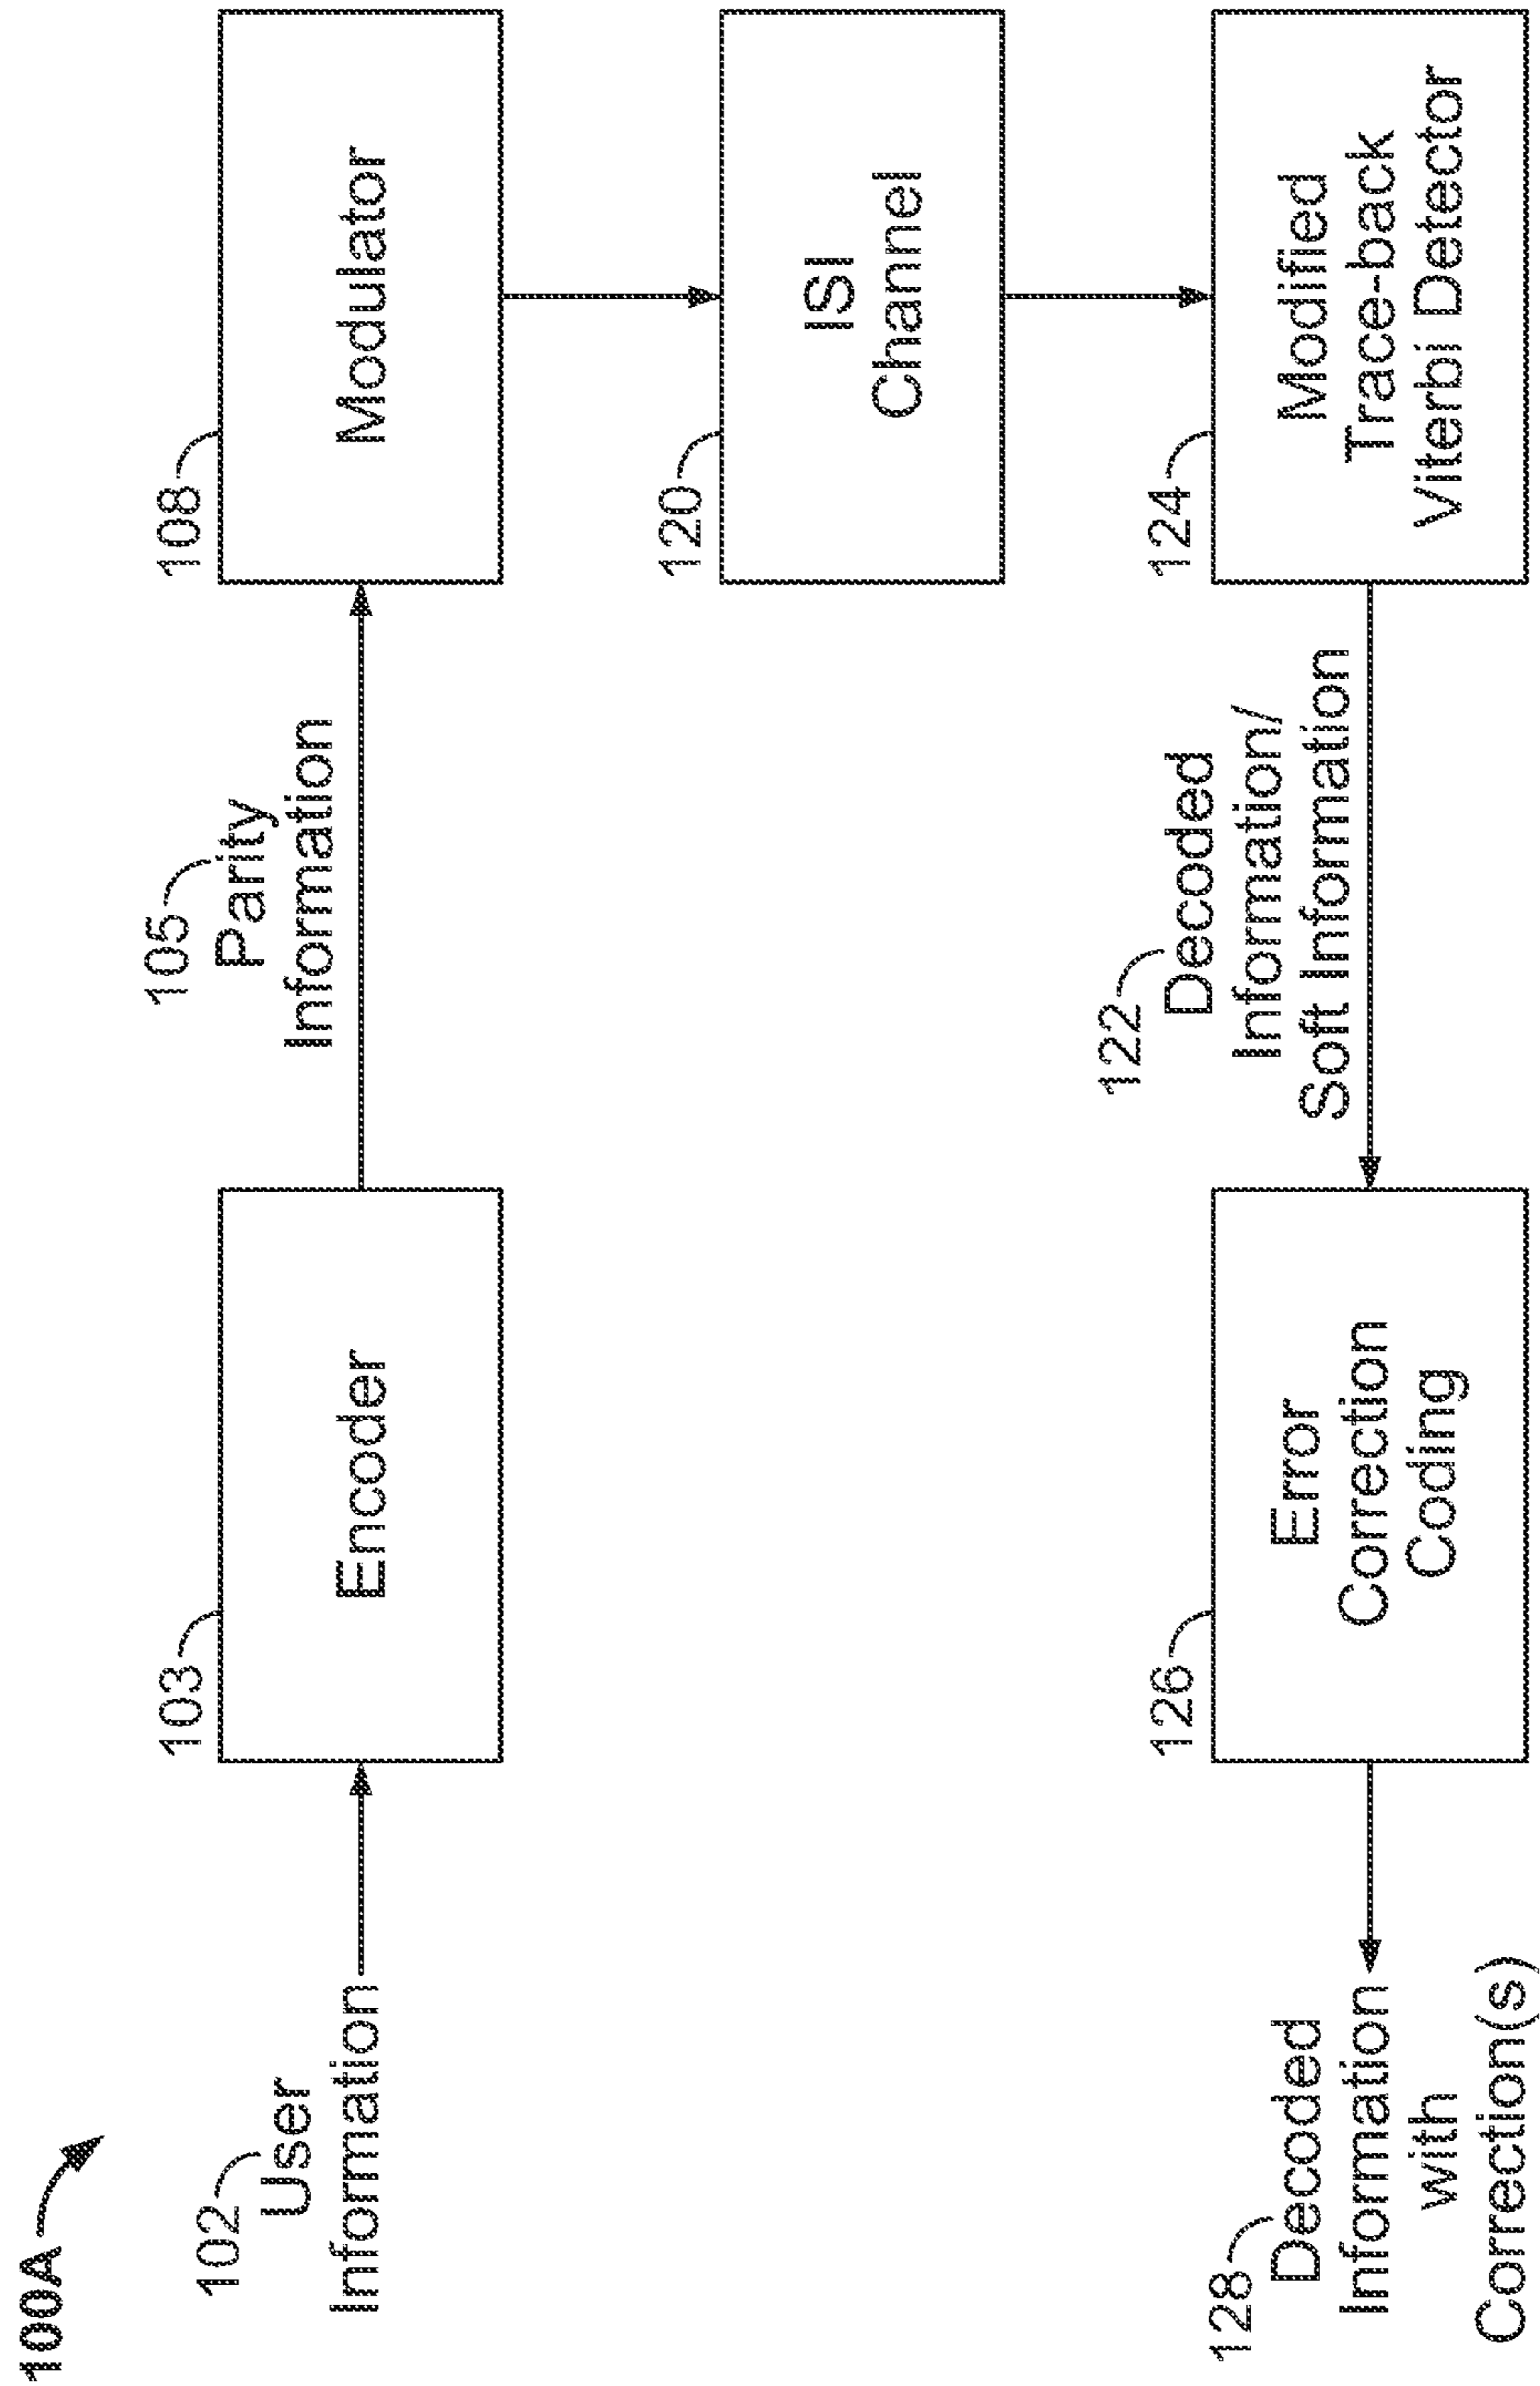 100A
102
User
Information
103
Encoder
105
Parity
Information
108
Modulator
120
ISI
Channel
124
Modified
Trace-back
Viterbi Detector
122
Decoded
Information/
Soft Information
126
Error
Correction
Coding
128
Decoded
Information
with
Correction(s)